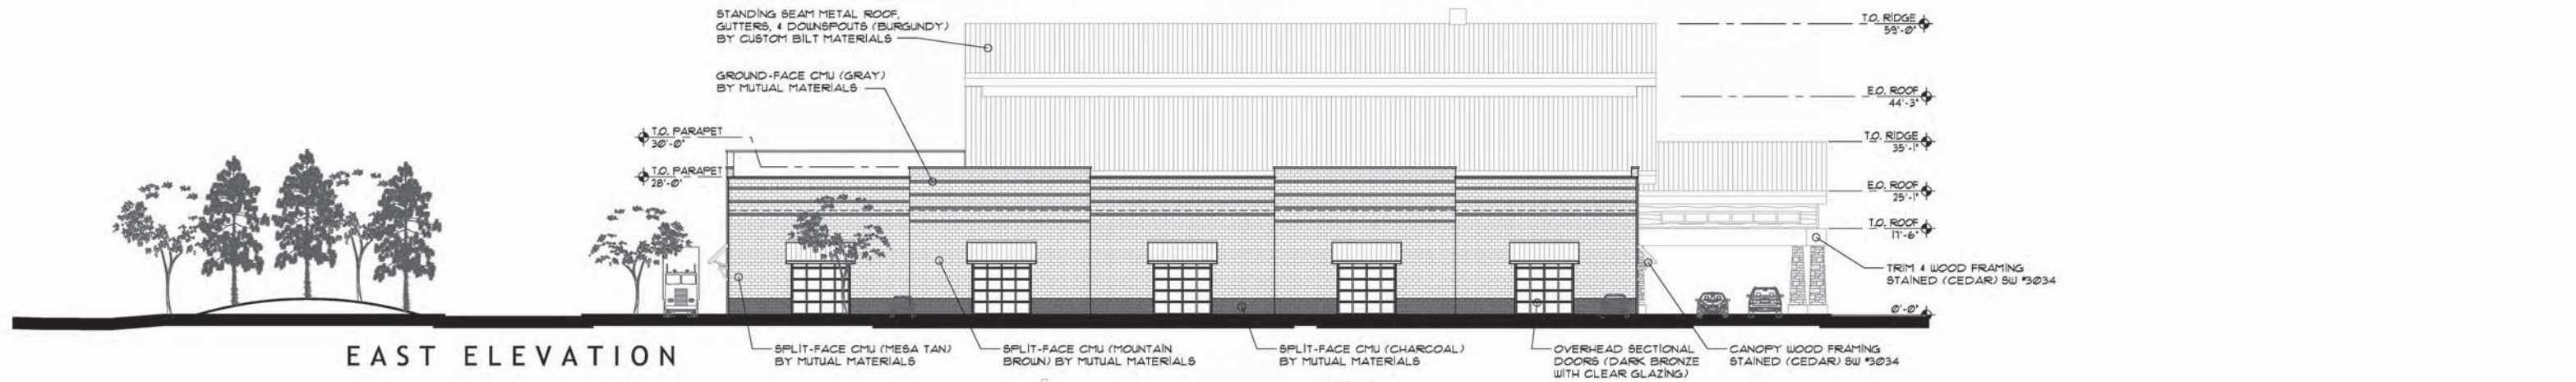 STANDING SEAM METAL ROOF,
GUTTERS, & DOWNSPOUTS (BURGUNDY)
BY CUSTOM BILT MATERIALS
GROUND-FACE CMU (GRAY)
BY MUTUAL MATERIALS
T.O. PARAPET
30'-0"
T.O. PARAPET
28'-0"
T.O. RIDGE
59'-0"
E.O. ROOF
44'-3"
T.O. RIDGE
35'-1"
E.O. ROOF
25'-1"
T.O. ROOF
17'-6"
TRIM & WOOD FRAMING
STAINED (CEDAR) SW #3034
0'-0"
EAST ELEVATION
SPLIT-FACE CMU (MESA TAN)
BY MUTUAL MATERIALS
SPLIT-FACE CMU (MOUNTAIN
BROWN) BY MUTUAL MATERIALS
SPLIT-FACE CMU (CHARCOAL)
BY MUTUAL MATERIALS
OVERHEAD SECTIONAL
DOORS (DARK BRONZE
WITH CLEAR GLAZING)
CANOPY WOOD FRAMING
STAINED (CEDAR) SW #3034